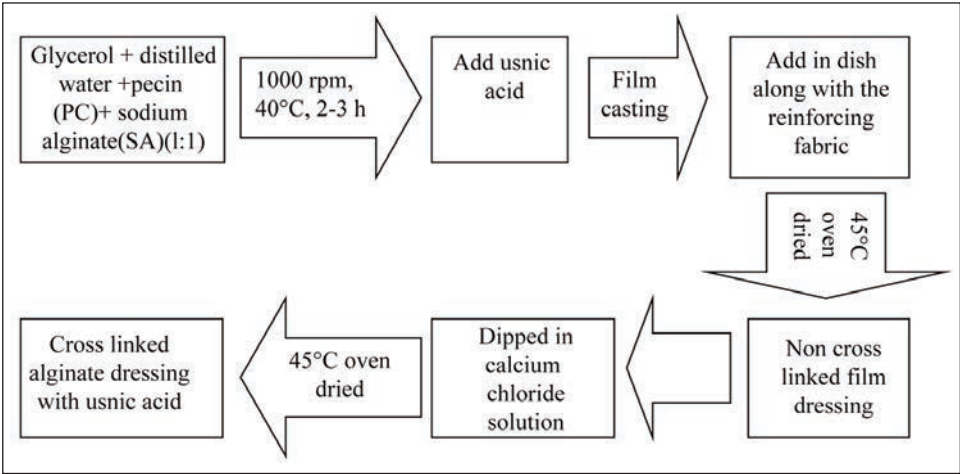 Glycerol + distilled
water +pecin
(PC)+ sodium
alginate(SA)(l:1)
1000 rpm,
40°C, 2-3 h
Add usnic
acid
Film
casting
Add in dish
along with the
reinforcing
fabric
45°C
oven
dried
Non cross
linked film
dressing
Dipped in
calcium
chloride
solution
45°C oven
dried
Cross linked
alginate dressing
with usnic acid